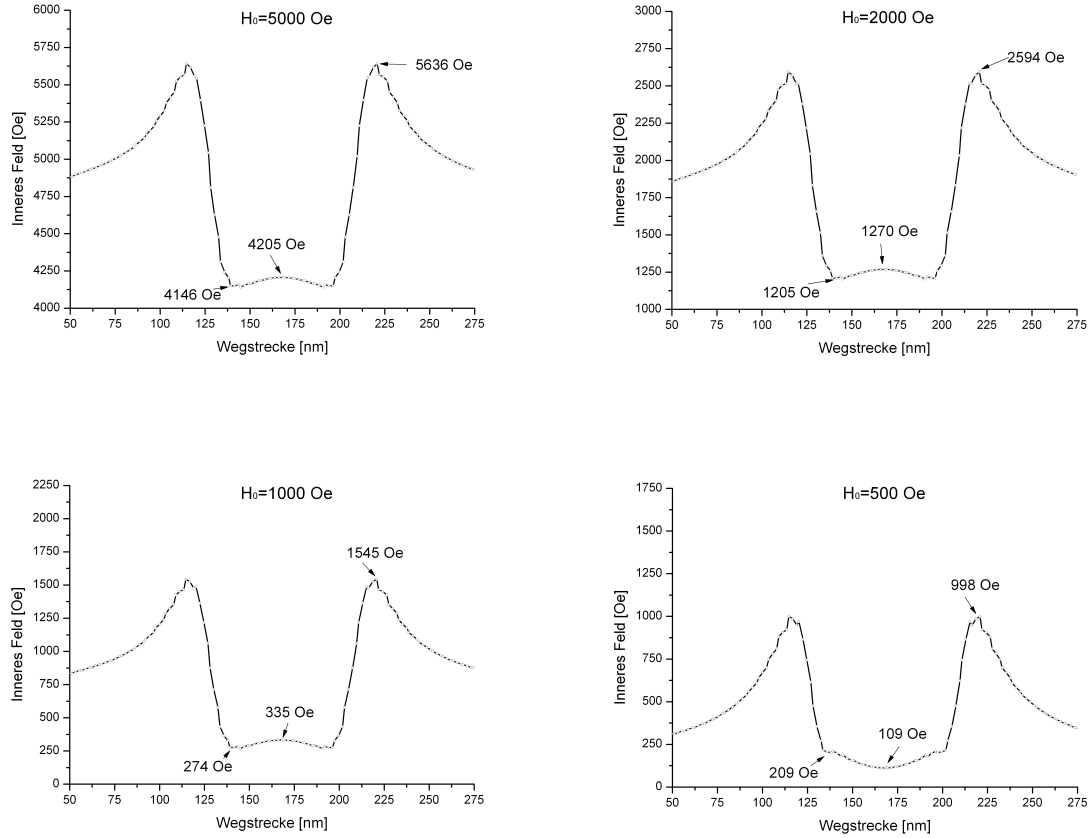 H₀=5000 Oe
6000
5750
5500
5250
5000
4750
4500
4250
4000
Inneres Feld [Oe]
5636 Oe
4205 Oe
4146 Oe
50 75 100 125 150 175 200 225 250 275
Wegstrecke [nm]
H₀=2000 Oe
3000
2750
2500
2250
2000
1750
1500
1250
1000
Inneres Feld [Oe]
2594 Oe
1270 Oe
1205 Oe
50 75 100 125 150 175 200 225 250 275
Wegstrecke [nm]
H₀=1000 Oe
2250
2000
1750
1500
1250
1000
750
500
250
0
Inneres Feld [Oe]
1545 Oe
335 Oe
274 Oe
50 75 100 125 150 175 200 225 250 275
Wegstrecke [nm]
H₀=500 Oe
1750
1500
1250
1000
750
500
250
0
Inneres Feld [Oe]
998 Oe
109 Oe
209 Oe
50 75 100 125 150 175 200 225 250 275
Wegstrecke [nm]